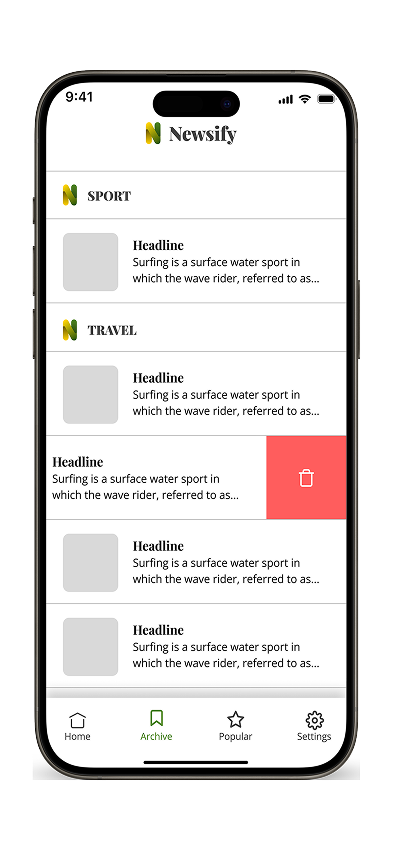 9:41
Newsify
SPORT
Headline
Surfing is a surface water sport in
which the wave rider, referred to as...
TRAVEL
Headline
Surfing is a surface water sport in
which the wave rider, referred to as...
Headline
Surfing is a surface water sport in
which the wave rider, referred to as...
Headline
Surfing is a surface water sport in
which the wave rider, referred to as...
Headline
Surfing is a surface water sport in
which the wave rider, referred to as...
Home Archive Popular Settings